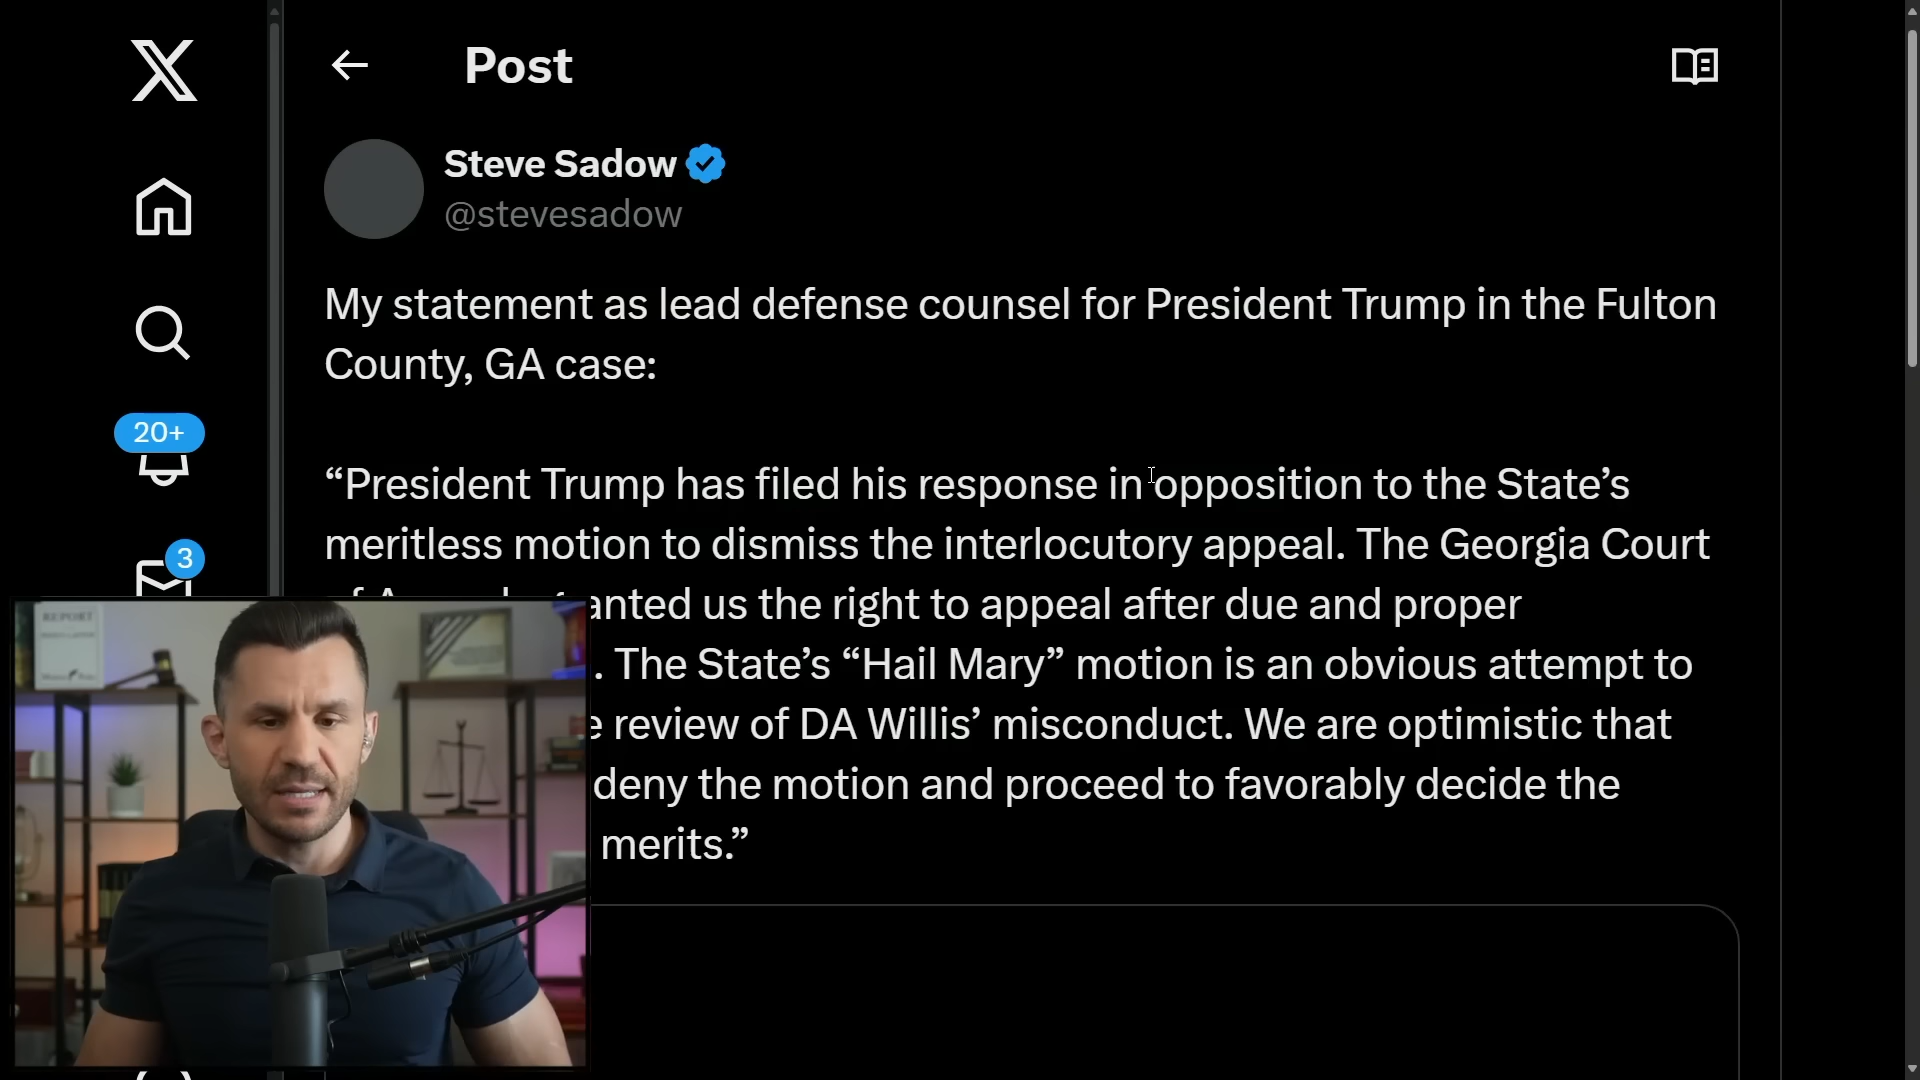 Post
Steve Sadow
@stevesadow
My statement as lead defense counsel for President Trump in the Fulton
County, GA case:
20+
“President Trump has filed his response in opposition to the State’s
meritless motion to dismiss the interlocutory appeal. The Georgia Court
3
us the right to appeal after due and proper
. The State’s “Hail Mary” motion is an obvious attempt to
review of DA Willis’ misconduct. We are optimistic that
deny the motion and proceed to favorably decide the
merits.”
REPORT